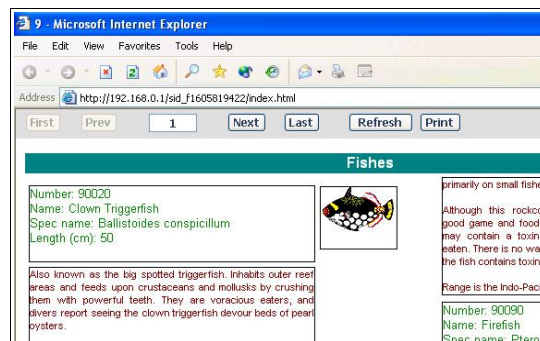 9 - Microsoft Internet Explorer
File Edit View Favorites Tools Help
Address http://192.168.0.1/sid_f1605819422/index.html
First Prev 1 Next Last Refresh Print
Fishes
Number: 90020
Name: Clown Triggerfish
Spec name: Ballistoides conspicillum
Length (cm): 50
Also known as the big spotted triggerfish. Inhabits outer reef
areas and feeds upon crustaceans and mollusks by crushing
them with powerful teeth. They are voracious eaters, and
divers report seeing the clown triggerfish devour beds of pearl
oysters.
primarily on small fishe
Although this rockco
good game and food
may contain a toxin
eaten. There is no wa
the fish contains toxin
Range is the Indo-Paci
Number: 90090
Name: Firefish
Spec name: Ptero